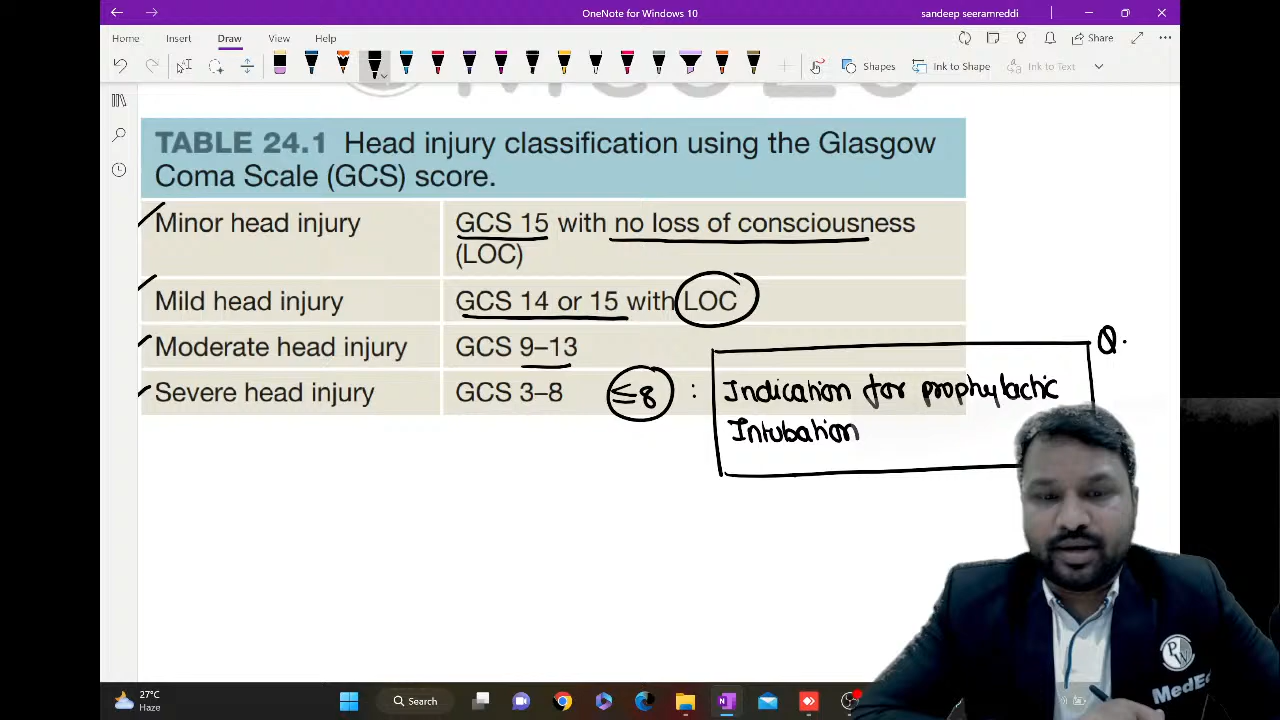 OneNote for Windows 10
sandeep seeramreddi
Home Insert Draw View Help
Share
Shapes Ink to Shape Ink to Text
TABLE 24.1 Head injury classification using the Glasgow
Coma Scale (GCS) score.
Minor head injury GCS 15 with no loss of consciousness
(LOC)
Mild head injury GCS 14 or 15 with LOC
Moderate head injury GCS 9–13
Severe head injury GCS 3–8 ≤8 :
Q.
Indication for prophylactic
Intubation
PW
MedEd
27°C
Haze
Search